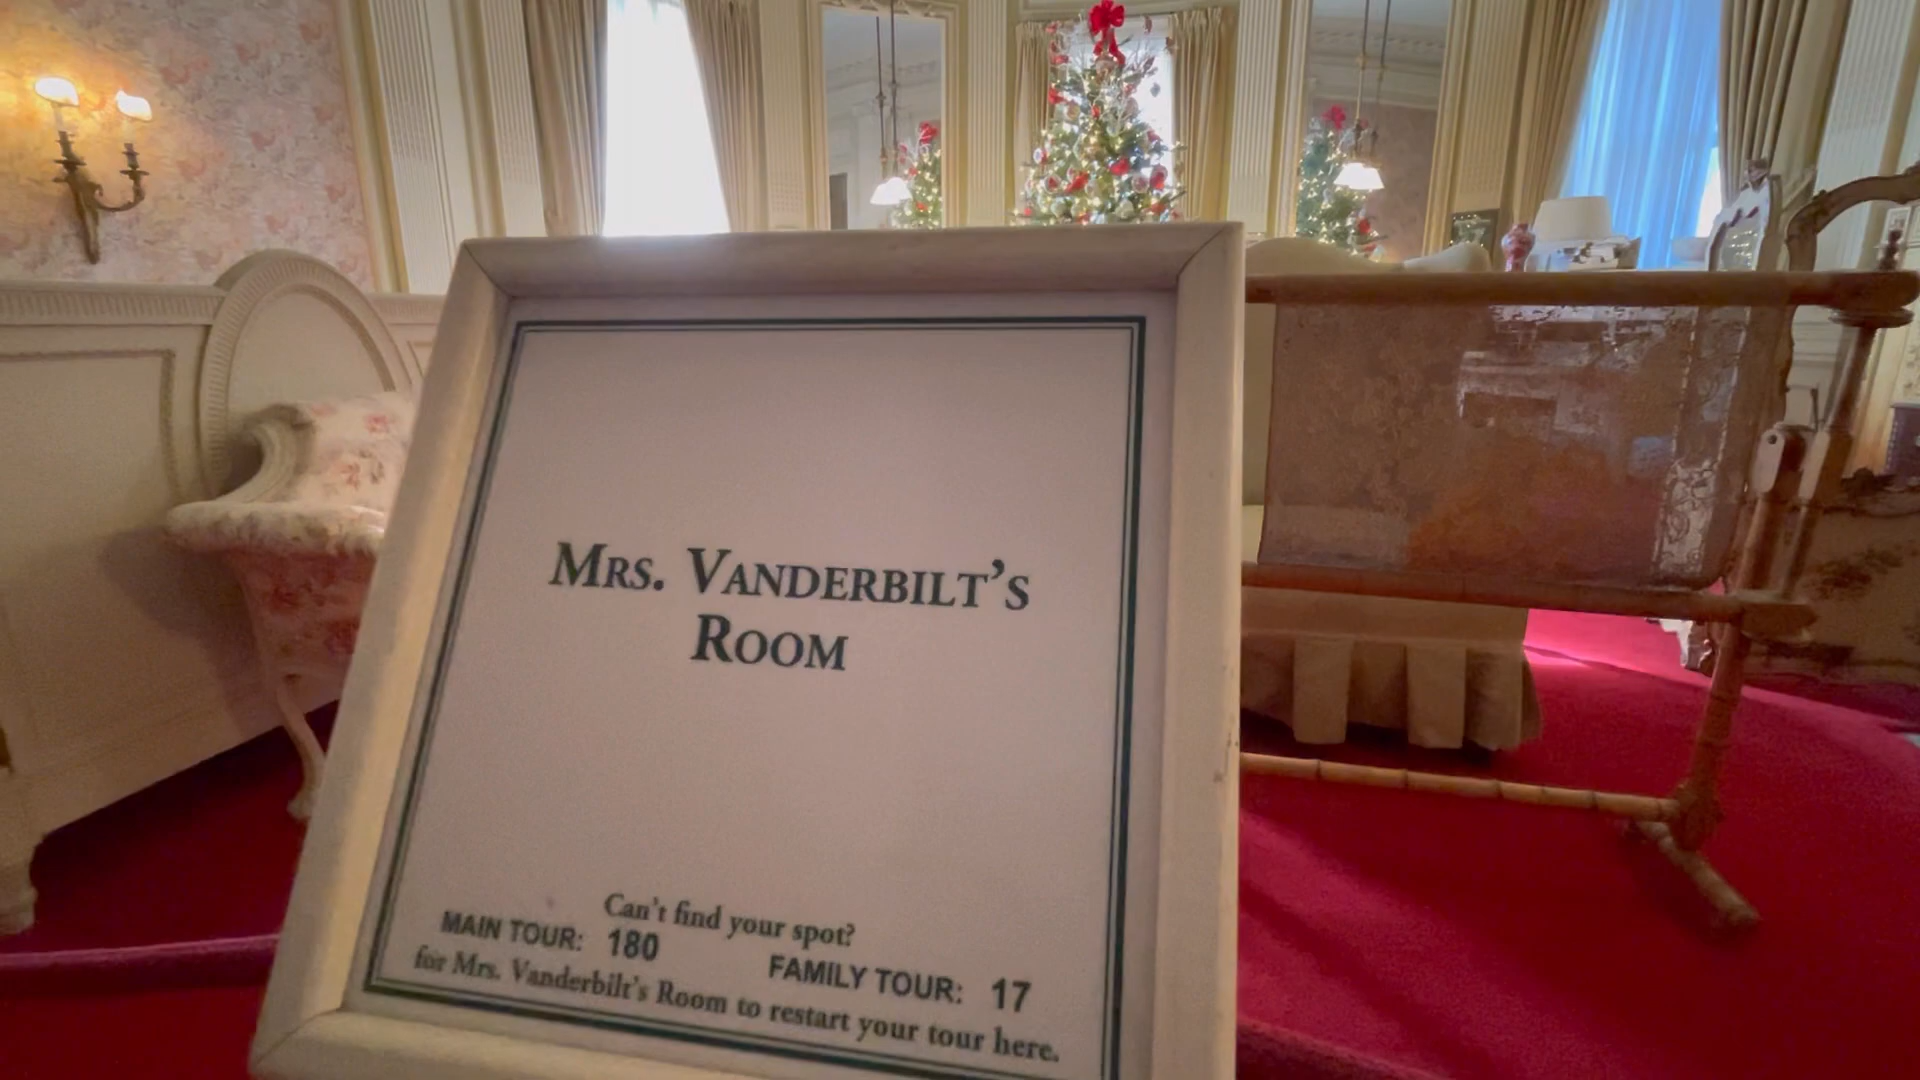 MRS. VANDERBILT'S
ROOM
Can't find your spot?
MAIN TOUR: 180 FAMILY TOUR: 17
for Mrs. Vanderbilt's Room to restart your tour here.